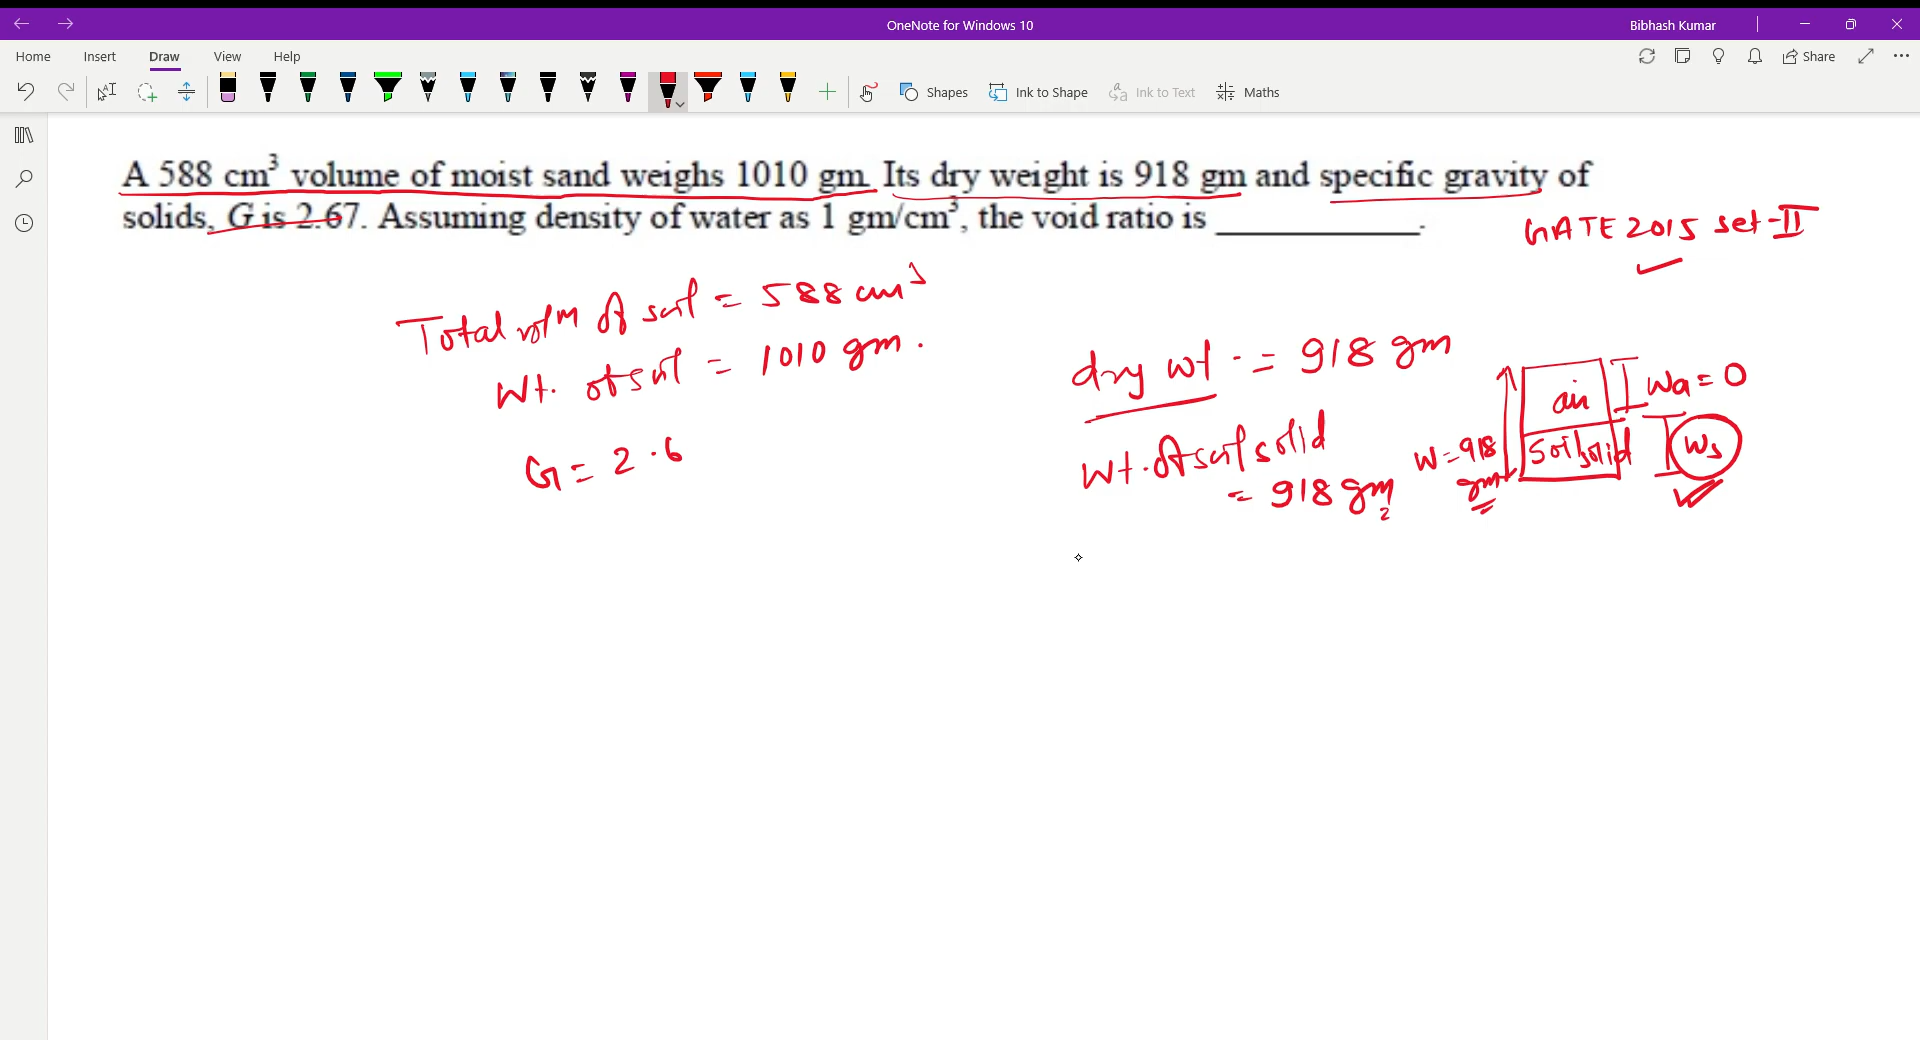 OneNote for Windows 10
Bibhash Kumar
Home Insert Draw View Help
Share
Shapes Ink to Shape Ink to Text Maths
A 588 cm³ volume of moist sand weighs 1010 gm. Its dry weight is 918 gm and specific gravity of
solids, G is 2.67. Assuming density of water as 1 gm/cm³, the void ratio is ____________.
GATE 2015 set-II
Total volm of soil = 588 cm³
Wt. of soil = 1010 gm.
G = 2.6
dry wt. = 918 gm
Wt. of soil solid
= 918 gm
W = 918
gm
air
soil solid
Wa = 0
Ws